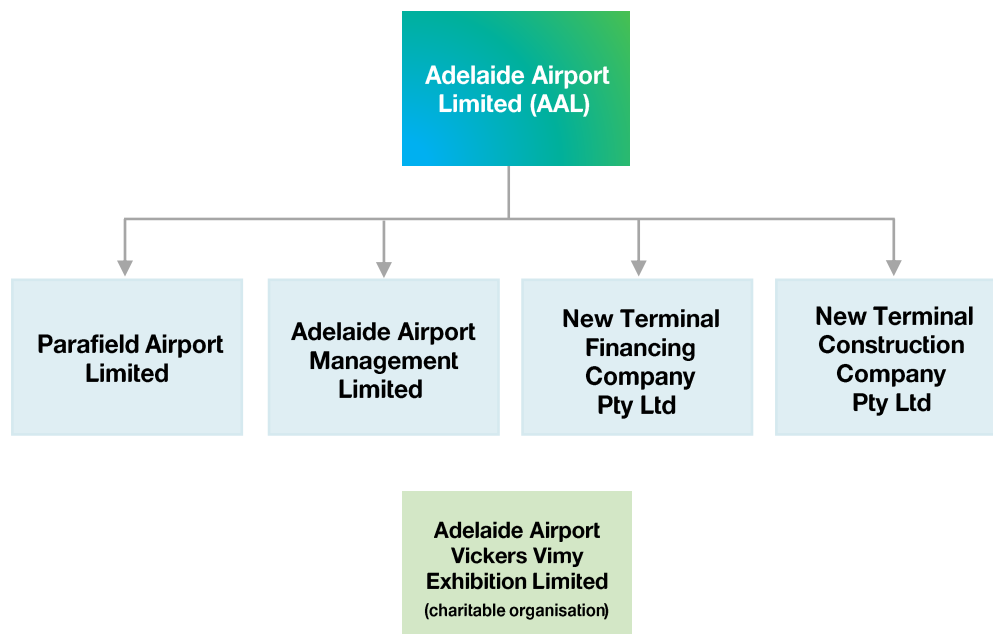 Adelaide Airport
Limited (AAL)
Parafield Airport
Limited
Adelaide Airport
Management
Limited
New Terminal
Financing
Company
Pty Ltd
New Terminal
Construction
Company
Pty Ltd
Adelaide Airport
Vickers Vimy
Exhibition Limited
(charitable organisation)